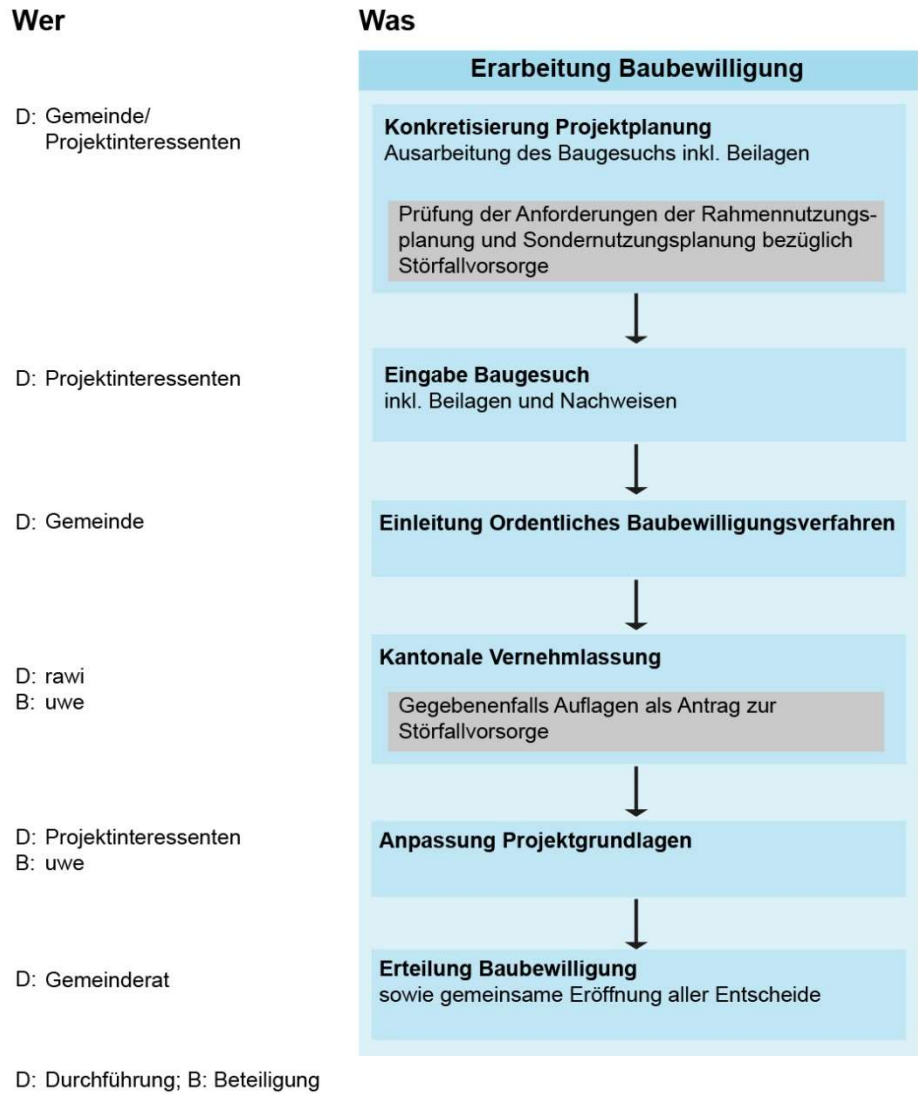 Wer
Was
Erarbeitung Baubewilligung
D: Gemeinde/
Projektinteressenten
Konkretisierung Projektplanung
Ausarbeitung des Baugesuchs inkl. Beilagen
Prüfung der Anforderungen der Rahmennutzungs-
planung und Sondernutzungsplanung bezüglich
Störfallvorsorge
D: Projektinteressenten
Eingabe Baugesuch
inkl. Beilagen und Nachweisen
D: Gemeinde
Einleitung Ordentliches Baubewilligungsverfahren
D: rawi
B: uwe
Kantonale Vernehmlassung
Gegebenenfalls Auflagen als Antrag zur
Störfallvorsorge
D: Projektinteressenten
B: uwe
Anpassung Projektgrundlagen
D: Gemeinderat
Erteilung Baubewilligung
sowie gemeinsame Eröffnung aller Entscheide
D: Durchführung; B: Beteiligung